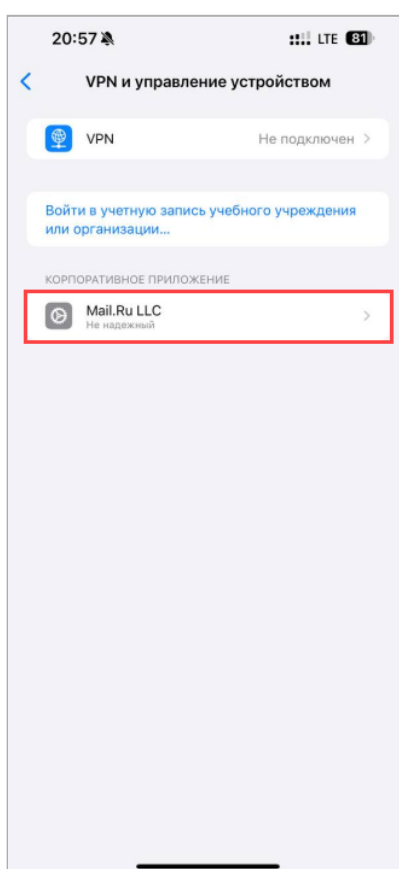 20:57 LTE 81
VPN и управление устройством
VPN Не подключен
Войти в учетную запись учебного учреждения
или организации...
КОРПОРАТИВНОЕ ПРИЛОЖЕНИЕ
Mail.Ru LLC
Не надежный